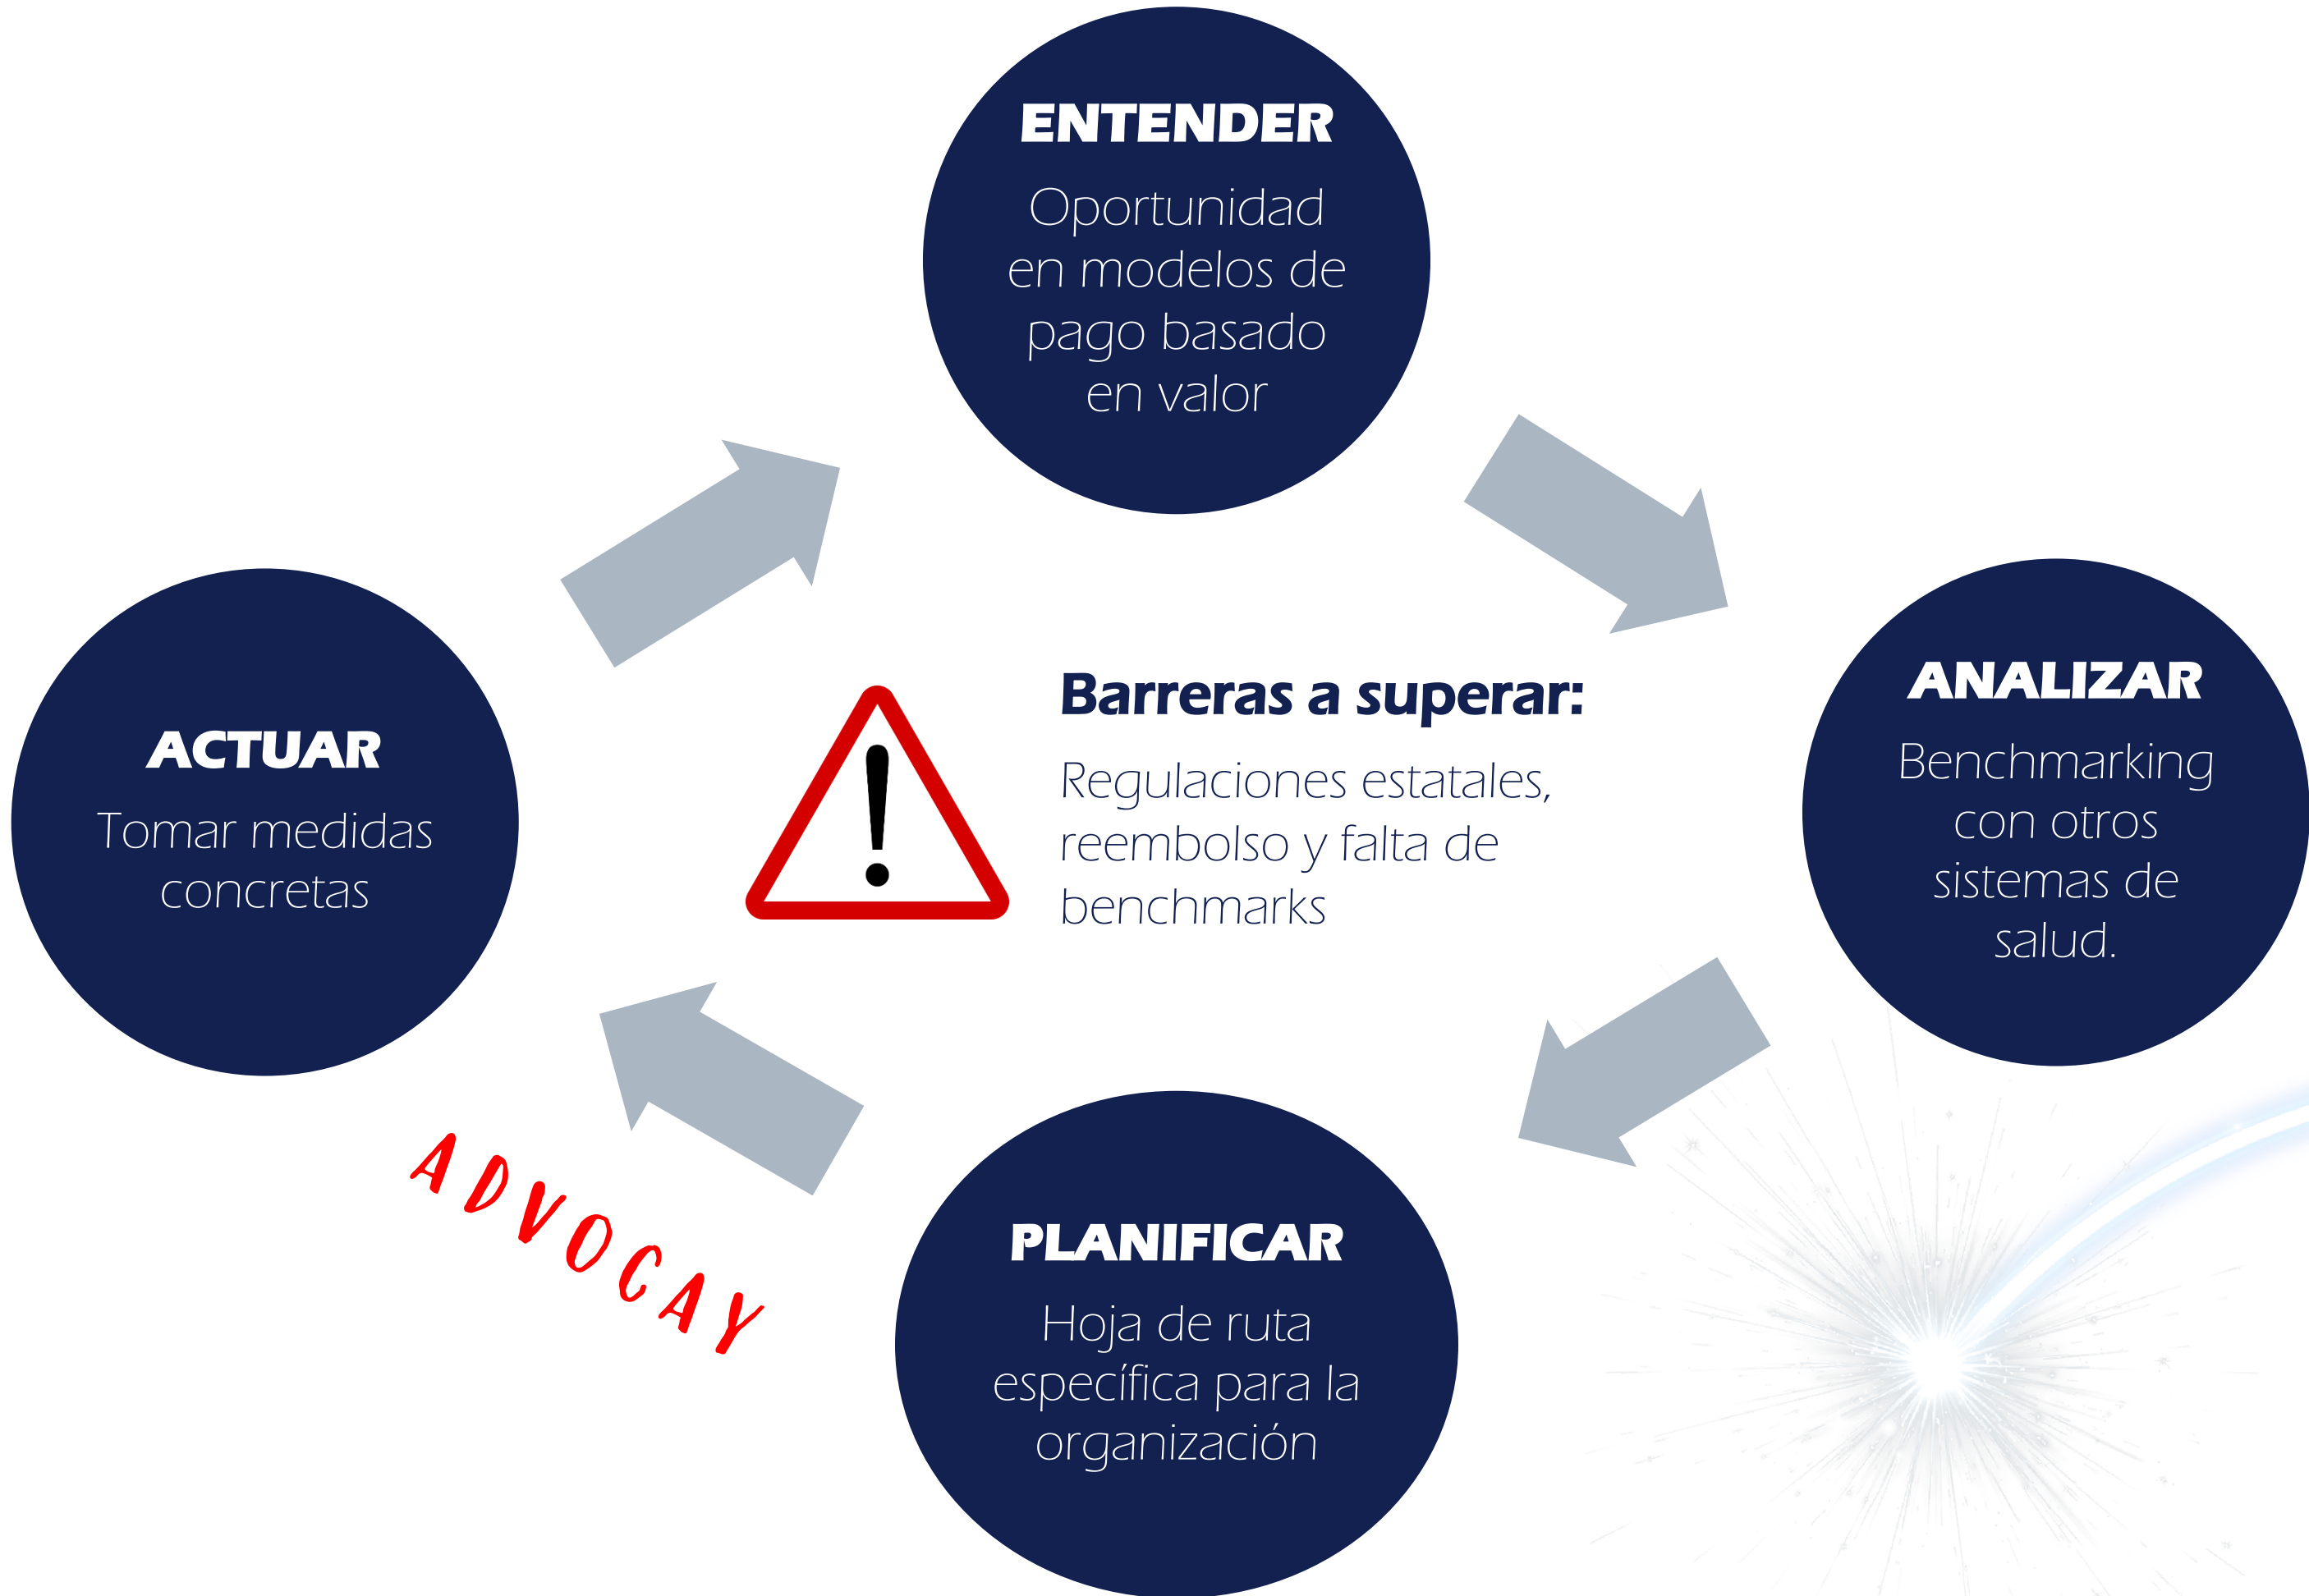 ENTENDER
Oportunidad
en modelos de
pago basado
en valor
ANALIZAR
Benchmarking
con otros
sistemas de
salud.
Barreras a superar:
Regulaciones estatales,
reembolso y falta de
benchmarks
ACTUAR
Tomar medidas
concretas
PLANIFICAR
Hoja de ruta
específica para la
organización
ADVOCAY